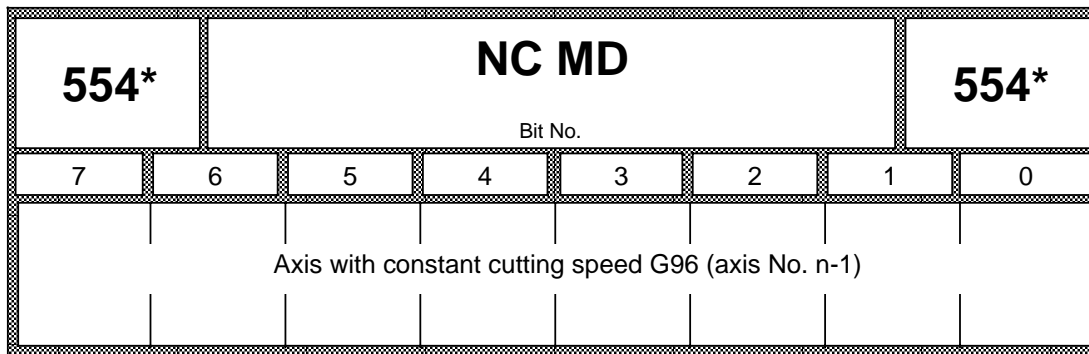 554* NC MD 554*
Bit No.
7 6 5 4 3 2 1 0
Axis with constant cutting speed G96 (axis No. n-1)